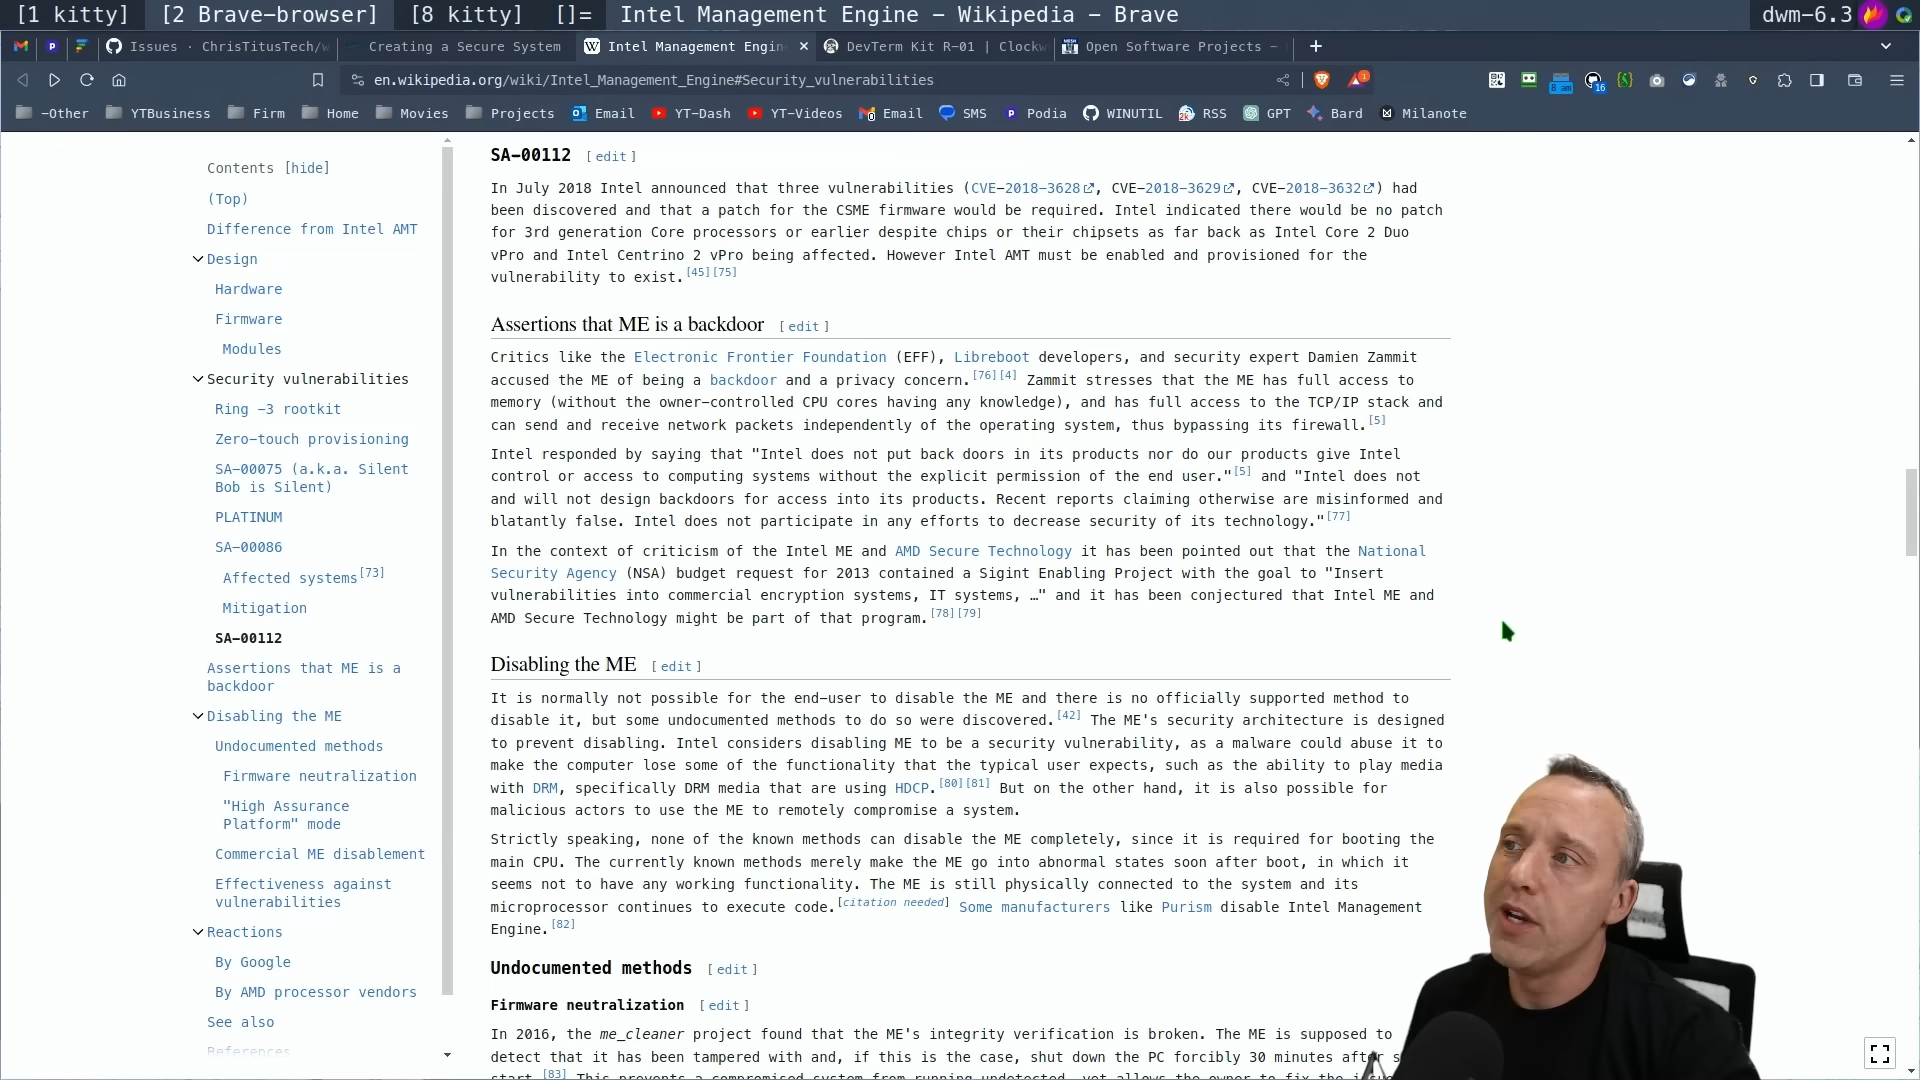 [1 kitty] [2 Brave-browser] [8 kitty] []= Intel Management Engine - Wikipedia - Brave dwm-6.3
Issues · ChrisTitusTech/w Creating a Secure System W Intel Management Engin DevTerm Kit R-01 | Clockw Open Software Projects -
en.wikipedia.org/wiki/Intel_Management_Engine#Security_vulnerabilities
-Other YTBusiness Firm Home Movies Projects Email YT-Dash YT-Videos Email SMS Podia WINUTIL RSS GPT Bard Milanote
Contents [hide]
(Top)
Difference from Intel AMT
Design
Hardware
Firmware
Modules
Security vulnerabilities
Ring -3 rootkit
Zero-touch provisioning
SA-00075 (a.k.a. Silent
Bob is Silent)
PLATINUM
SA-00086
Affected systems[73]
Mitigation
SA-00112
Assertions that ME is a
backdoor
Disabling the ME
Undocumented methods
Firmware neutralization
"High Assurance
Platform" mode
Commercial ME disablement
Effectiveness against
vulnerabilities
Reactions
By Google
By AMD processor vendors
See also
References
SA-00112 [edit]
In July 2018 Intel announced that three vulnerabilities (CVE-2018-3628, CVE-2018-3629, CVE-2018-3632) had
been discovered and that a patch for the CSME firmware would be required. Intel indicated there would be no patch
for 3rd generation Core processors or earlier despite chips or their chipsets as far back as Intel Core 2 Duo
vPro and Intel Centrino 2 vPro being affected. However Intel AMT must be enabled and provisioned for the
vulnerability to exist.[45][75]
Assertions that ME is a backdoor [edit]
Critics like the Electronic Frontier Foundation (EFF), Libreboot developers, and security expert Damien Zammit
accused the ME of being a backdoor and a privacy concern.[76][4] Zammit stresses that the ME has full access to
memory (without the owner-controlled CPU cores having any knowledge), and has full access to the TCP/IP stack and
can send and receive network packets independently of the operating system, thus bypassing its firewall.[5]
Intel responded by saying that "Intel does not put back doors in its products nor do our products give Intel
control or access to computing systems without the explicit permission of the end user."[5] and "Intel does not
and will not design backdoors for access into its products. Recent reports claiming otherwise are misinformed and
blatantly false. Intel does not participate in any efforts to decrease security of its technology."[77]
In the context of criticism of the Intel ME and AMD Secure Technology it has been pointed out that the National
Security Agency (NSA) budget request for 2013 contained a Sigint Enabling Project with the goal to "Insert
vulnerabilities into commercial encryption systems, IT systems, …" and it has been conjectured that Intel ME and
AMD Secure Technology might be part of that program.[78][79]
Disabling the ME [edit]
It is normally not possible for the end-user to disable the ME and there is no officially supported method to
disable it, but some undocumented methods to do so were discovered.[42] The ME's security architecture is designed
to prevent disabling. Intel considers disabling ME to be a security vulnerability, as a malware could abuse it to
make the computer lose some of the functionality that the typical user expects, such as the ability to play media
with DRM, specifically DRM media that are using HDCP.[80][81] But on the other hand, it is also possible for
malicious actors to use the ME to remotely compromise a system.
Strictly speaking, none of the known methods can disable the ME completely, since it is required for booting the
main CPU. The currently known methods merely make the ME go into abnormal states soon after boot, in which it
seems not to have any working functionality. The ME is still physically connected to the system and its
microprocessor continues to execute code.[citation needed] Some manufacturers like Purism disable Intel Management
Engine.[82]
Undocumented methods [edit]
Firmware neutralization [edit]
In 2016, the me_cleaner project found that the ME's integrity verification is broken. The ME is supposed to
detect that it has been tampered with and, if this is the case, shut down the PC forcibly 30 minutes after s
start.[83] This prevents a compromised system from running undetected, yet allows the owner to fix the issue